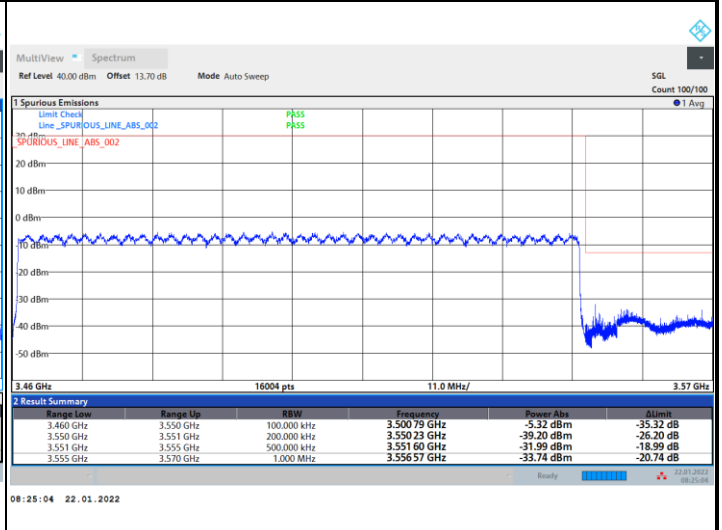 MultiView Spectrum
Ref Level 40.00 dBm Offset 13.70 dB Mode Auto Sweep SGL
Count 100/100
1 Spurious Emissions 1 Avg
Limit Check PASS
Line _SPURIOUS_LINE_ABS_002 PASS
30 dBm
_SPURIOUS_LINE_ABS_002
20 dBm
10 dBm
0 dBm
-10 dBm
-20 dBm
-30 dBm
-40 dBm
-50 dBm
3.46 GHz 16004 pts 11.0 MHz/ 3.57 GHz
2 Result Summary
Range Low Range Up RBW Frequency Power Abs ΔLimit
3.460 GHz 3.550 GHz 100.000 kHz 3.500 79 GHz -5.32 dBm -35.32 dB
3.550 GHz 3.551 GHz 200.000 kHz 3.550 23 GHz -39.20 dBm -26.20 dB
3.551 GHz 3.555 GHz 500.000 kHz 3.551 60 GHz -31.99 dBm -18.99 dB
3.555 GHz 3.570 GHz 1.000 MHz 3.556 57 GHz -33.74 dBm -20.74 dB
Ready 22.01.2022
08:25:04
08:25:04 22.01.2022